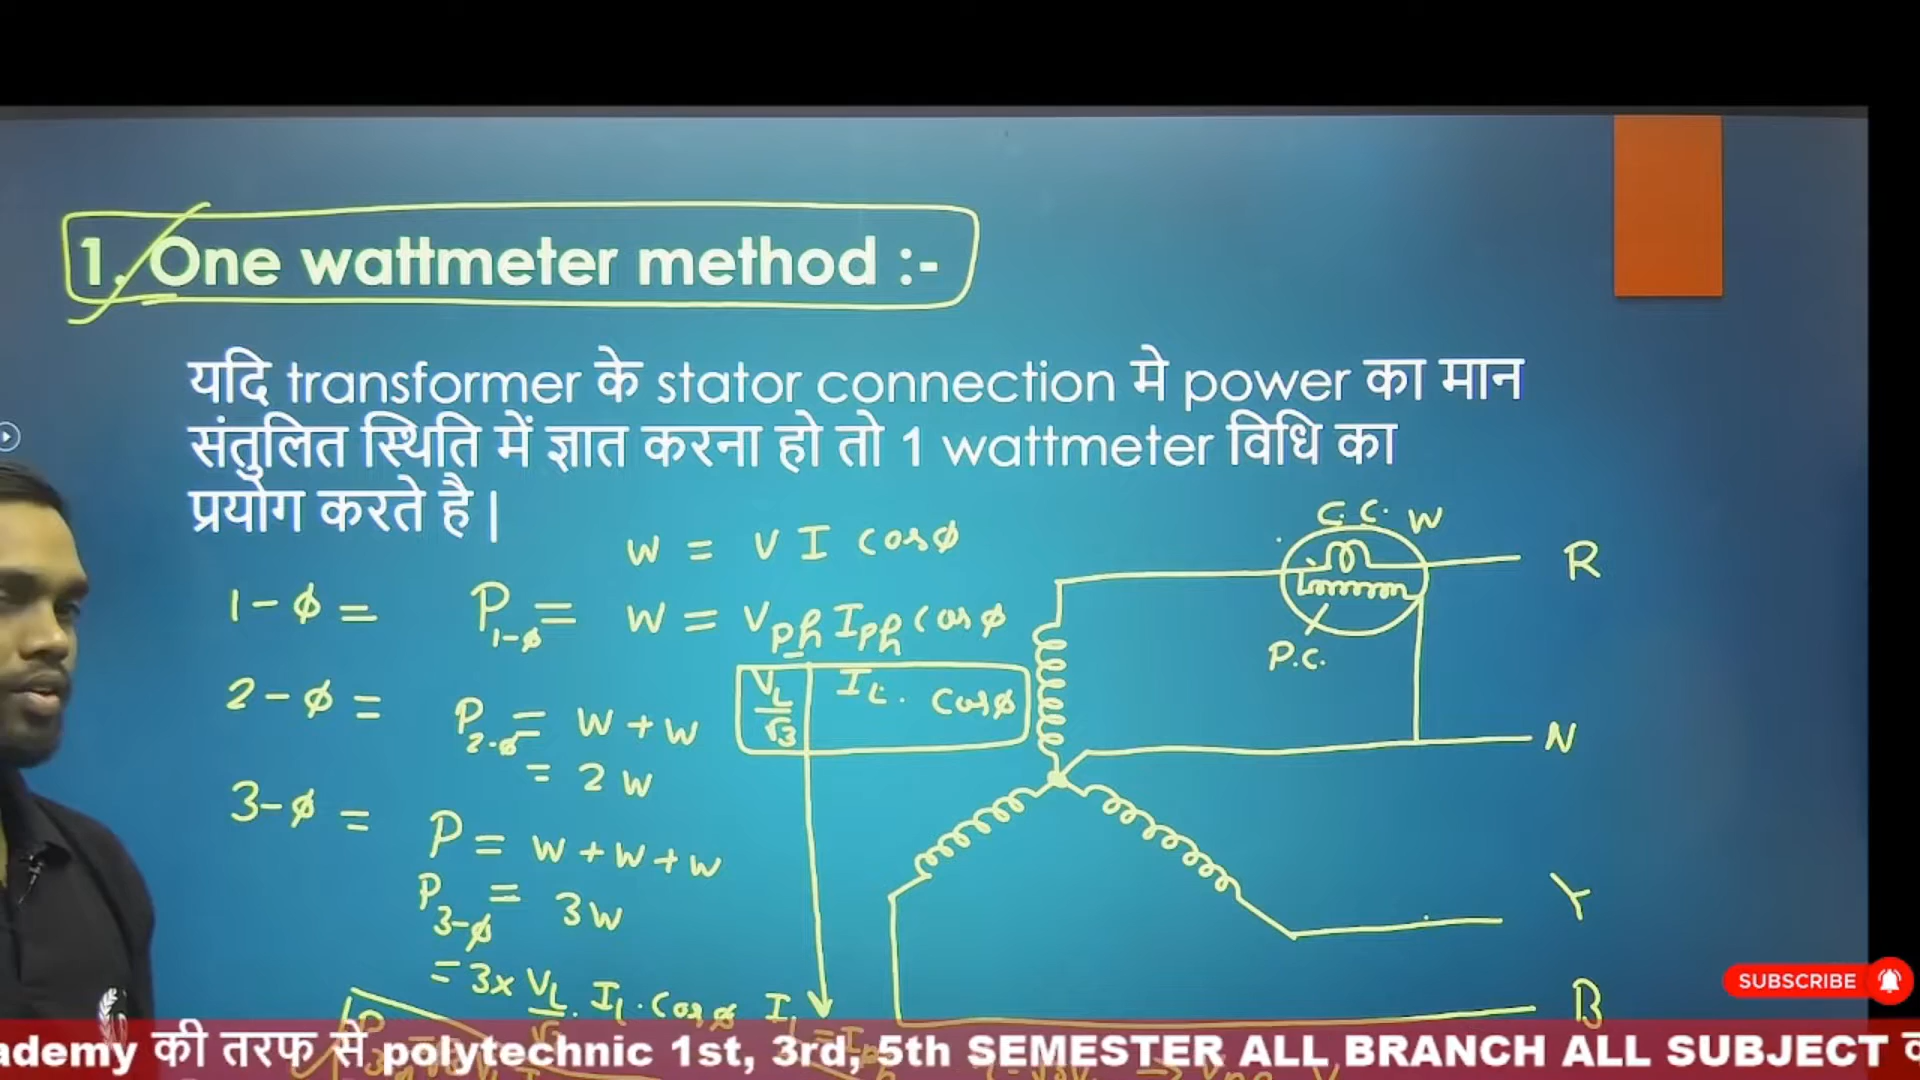 1. One wattmeter method :-
यदि transformer के stator connection मे power का मान
संतुलित स्थिति में ज्ञात करना हो तो 1 wattmeter विधि का
प्रयोग करते है |
C.C. W
W = V I cosφ
R
1-φ = P1-φ = W = Vph Iph cosφ
P.C.
VL/√3 IL. cosφ
2-φ = P2-φ = W + W
N
= 2W
3-φ = P = W + W + W
Y
P3-φ = 3W
= 3x VL/√3 . IL . cosφ
B
SUBSCRIBE
ademy की तरफ से polytechnic 1st, 3rd, 5th SEMESTER ALL BRANCH ALL SUBJECT